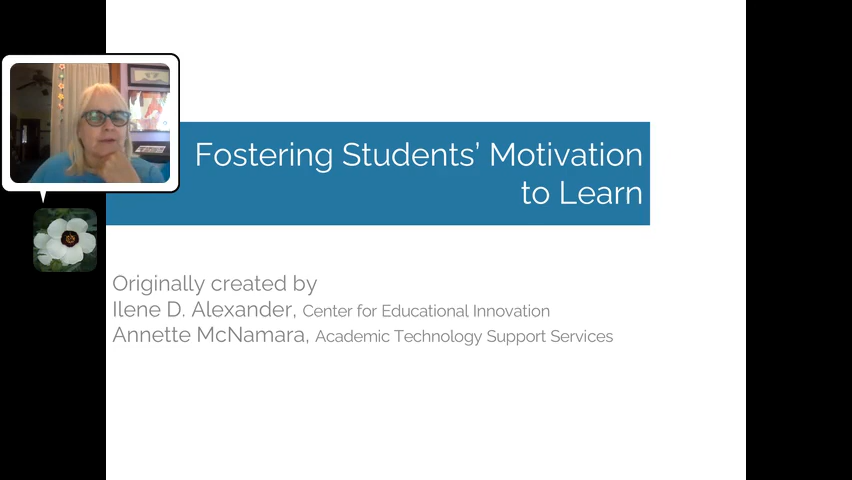 Fostering Students’ Motivation
to Learn
Originally created by
Ilene D. Alexander, Center for Educational Innovation
Annette McNamara, Academic Technology Support Services